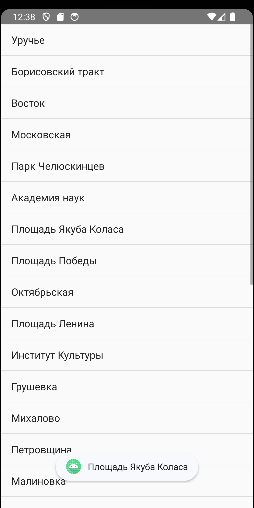 12:38
Уручье
Борисовский тракт
Восток
Московская
Парк Челюскинцев
Академия наук
Площадь Якуба Коласа
Площадь Победы
Октябрьская
Площадь Ленина
Институт Культуры
Грушевка
Михалово
Петровщина
Площадь Якуба Коласа
Малиновка